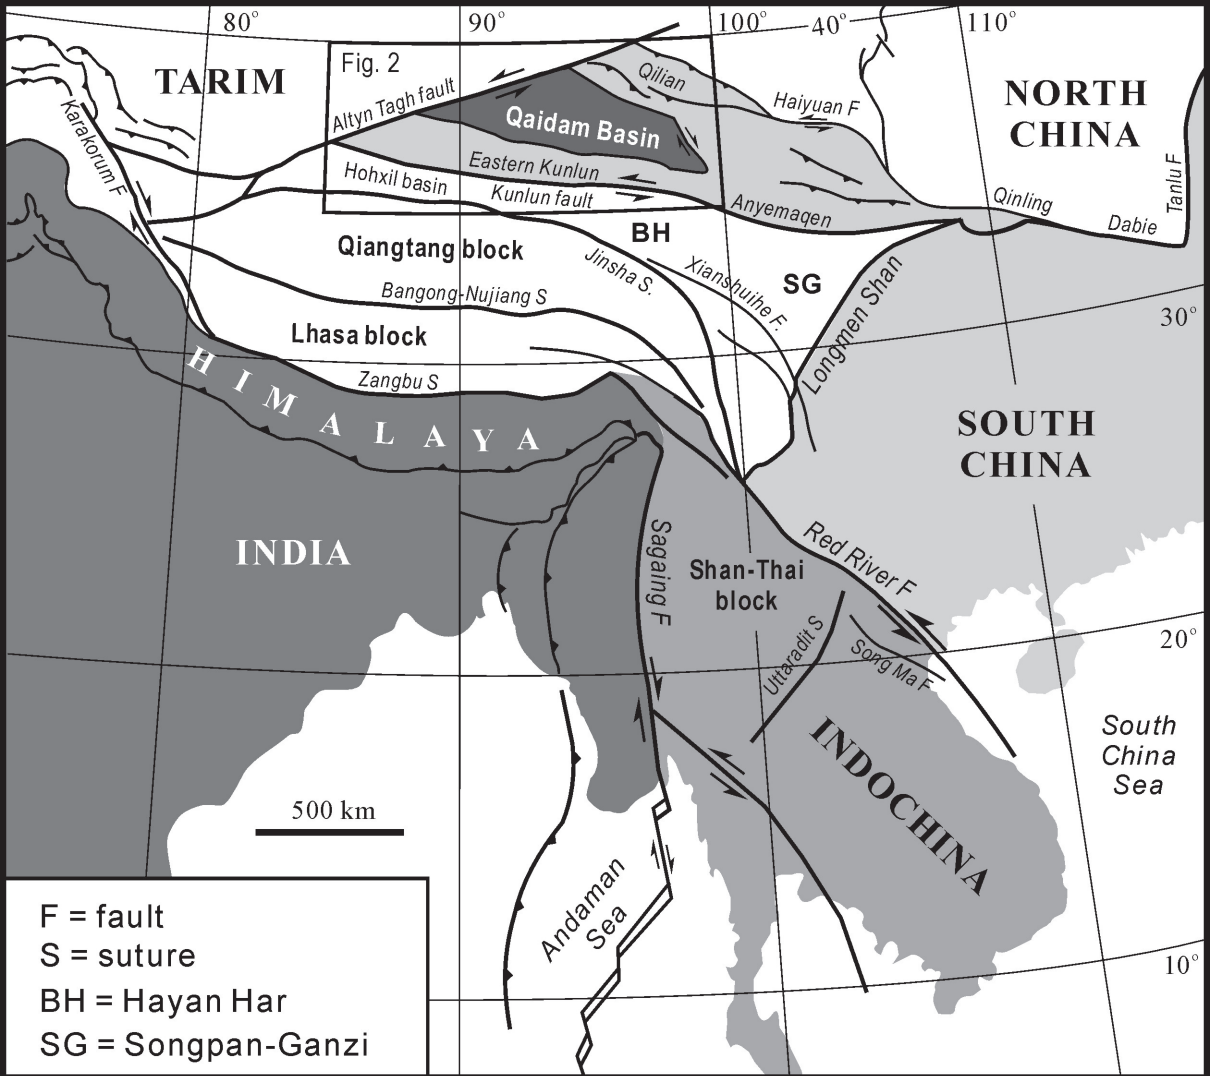 80°
90°
100°
40°
110°
TARIM
Fig. 2
Qilian
Altyn Tagh fault
Haiyuan F
NORTH
CHINA
Karakorum F
Qaidam Basin
Tanlu F
Eastern Kunlun
Hohxil basin
Kunlun fault
Anyemaqen
Qinling
Dabie
BH
Qiangtang block
Jinsha S.
Xianshuihe F.
SG
Longmen Shan
Bangong-Nujiang S
30°
Lhasa block
HIMALAYA
Zangbu S
SOUTH
CHINA
INDIA
Sagaing F
Red River F
Shan-Thai
block
Uttaradit S
Song Ma F
20°
INDOCHINA
South
China
Sea
500 km
Andaman
Sea
10°
F = fault
S = suture
BH = Hayan Har
SG = Songpan-Ganzi